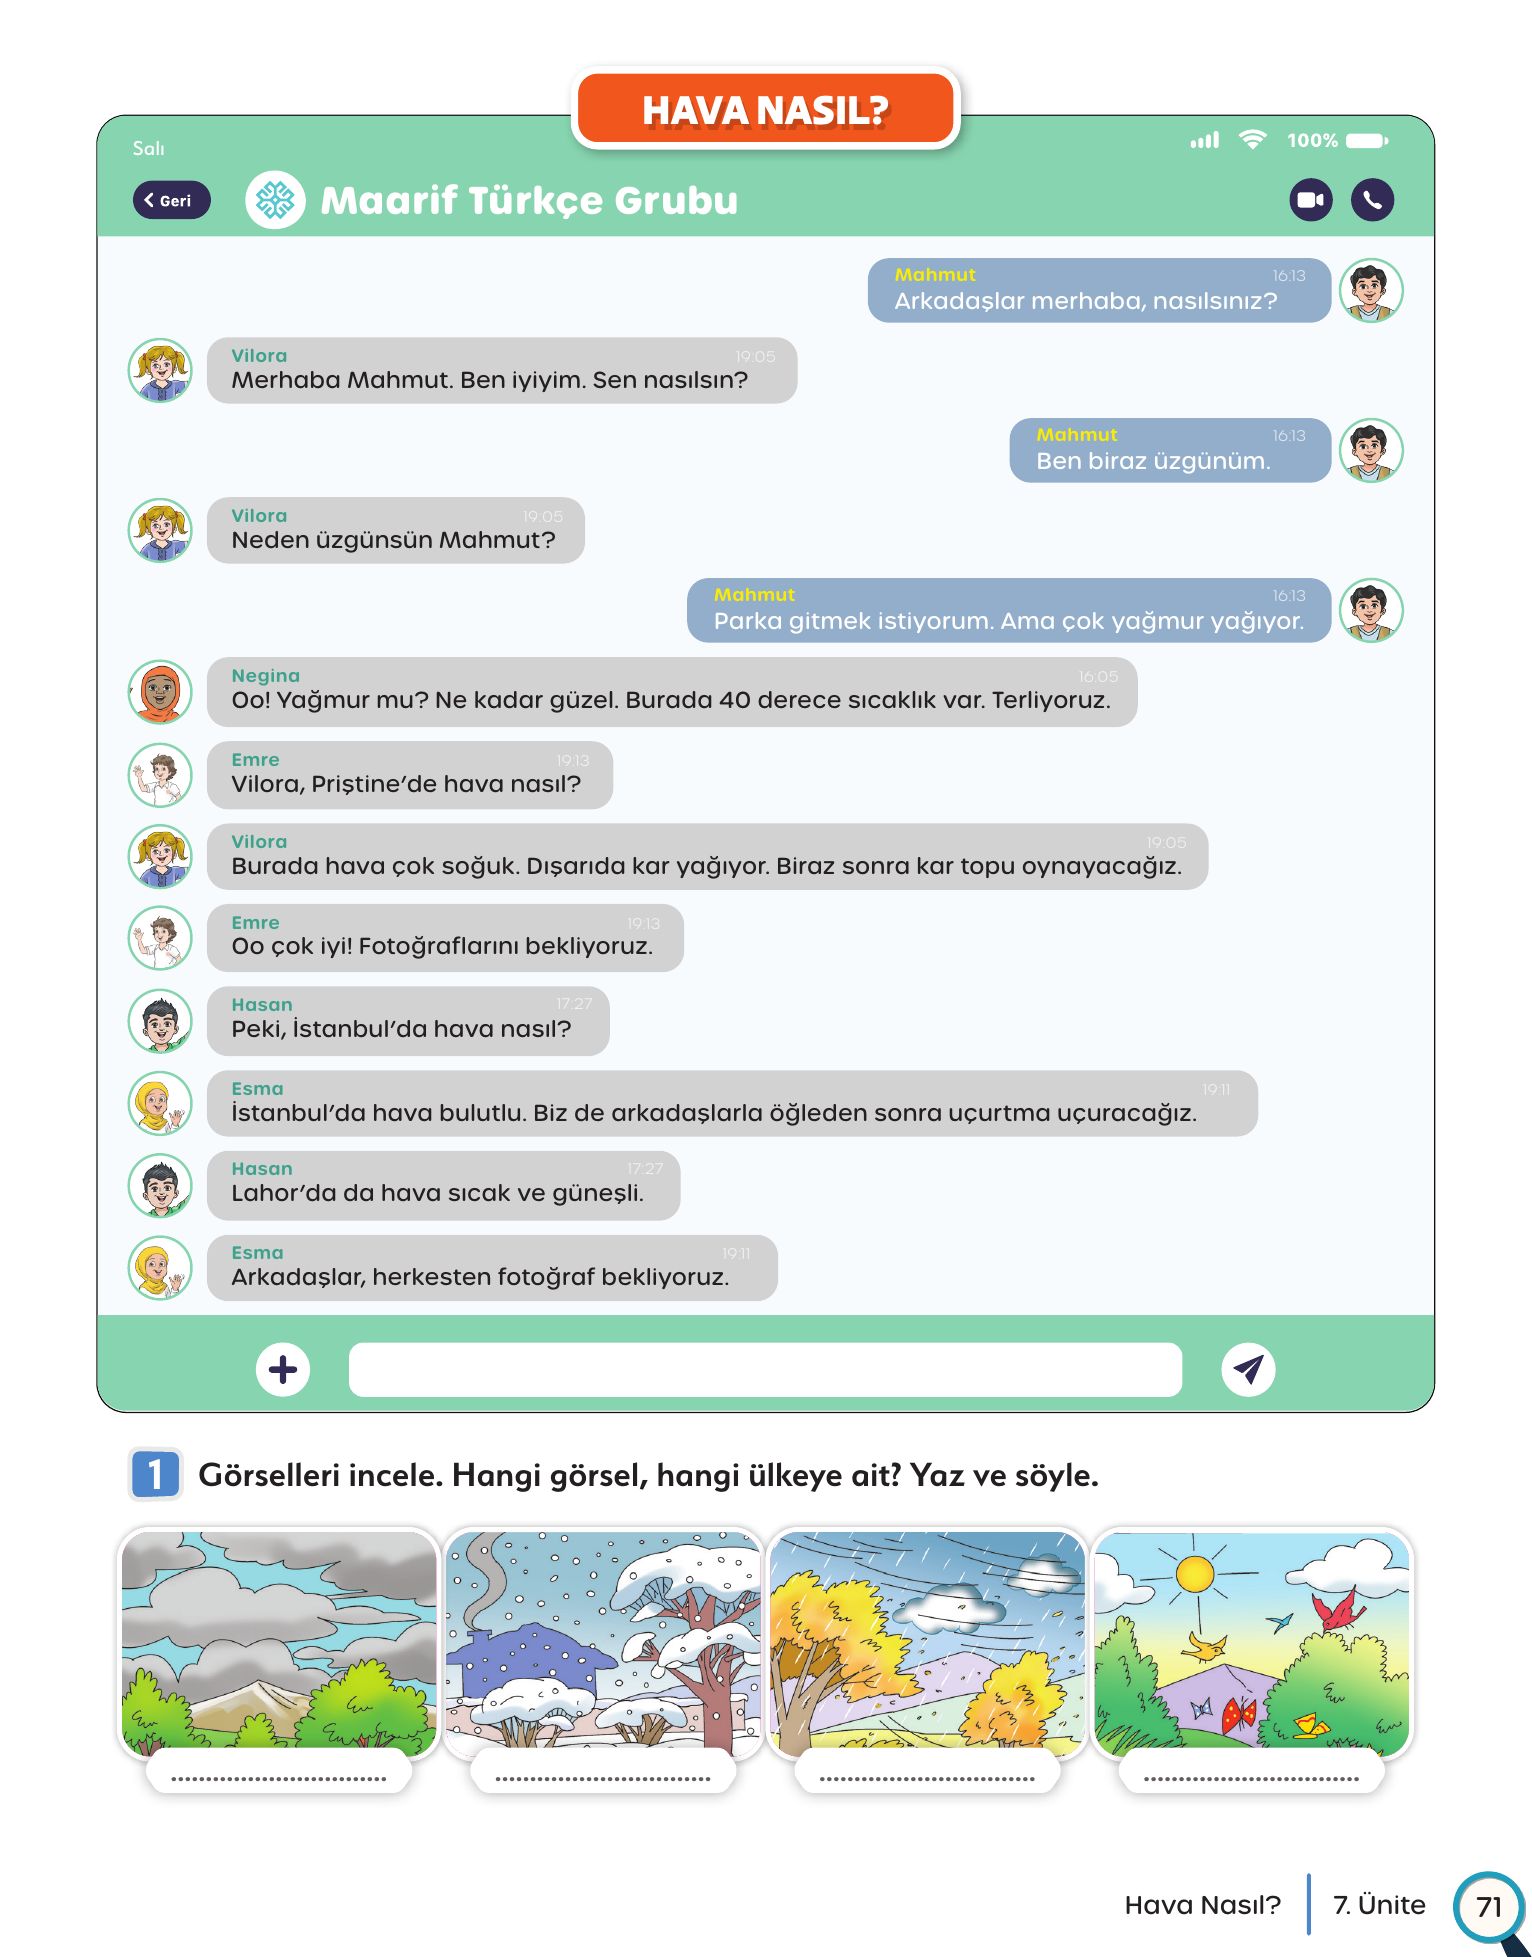 HAVA NASIL?
Salı
100%
Geri
Maarif Türkçe Grubu
Mahmut 16:13
Arkadaşlar merhaba, nasılsınız?
Vilora 19:05
Merhaba Mahmut. Ben iyiyim. Sen nasılsın?
Mahmut 16:13
Ben biraz üzgünüm.
Vilora 19:05
Neden üzgünsün Mahmut?
Mahmut 16:13
Parka gitmek istiyorum. Ama çok yağmur yağıyor.
Negina 16:05
Oo! Yağmur mu? Ne kadar güzel. Burada 40 derece sıcaklık var. Terliyoruz.
Emre 19:13
Vilora, Priştine’de hava nasıl?
Vilora 19:05
Burada hava çok soğuk. Dışarıda kar yağıyor. Biraz sonra kar topu oynayacağız.
Emre 19:13
Oo çok iyi! Fotoğraflarını bekliyoruz.
Hasan 17:27
Peki, İstanbul’da hava nasıl?
Esma 19:11
İstanbul’da hava bulutlu. Biz de arkadaşlarla öğleden sonra uçurtma uçuracağız.
Hasan 17:27
Lahor’da da hava sıcak ve güneşli.
Esma 19:11
Arkadaşlar, herkesten fotoğraf bekliyoruz.
1 Görselleri incele. Hangi görsel, hangi ülkeye ait? Yaz ve söyle.
............................... ............................... ............................... ...............................
Hava Nasıl? 7. Ünite 71